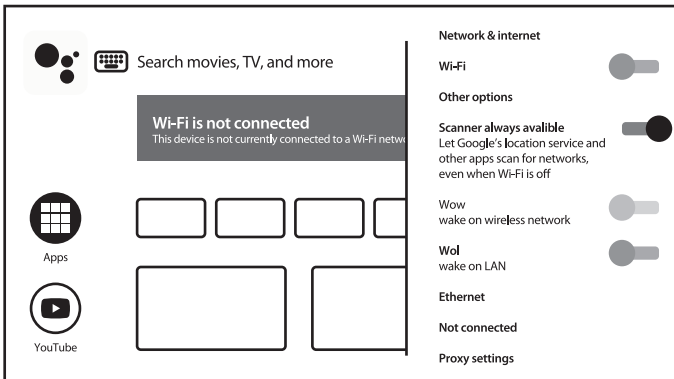 Search movies, TV, and more
Wi-Fi is not connected
This device is not currently connected to a Wi-Fi netwo
Apps
YouTube
Network & internet
Wi-Fi
Other options
Scanner always avalible
Let Google's location service and
other apps scan for networks,
even when Wi-Fi is off
Wow
wake on wireless network
Wol
wake on LAN
Ethernet
Not connected
Proxy settings